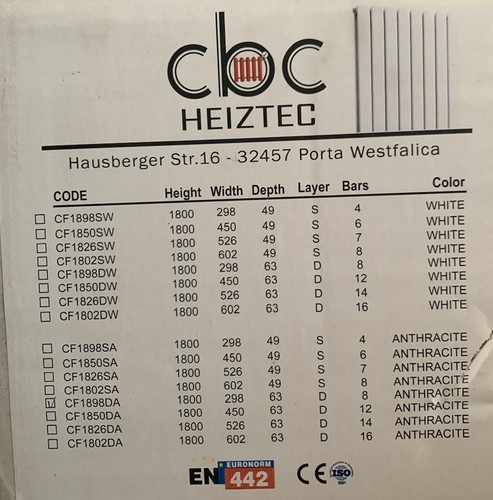 cbc
HEIZTEC
Hausberger Str.16 - 32457 Porta Westfalica
CODE Height Width Depth Layer Bars Color
CF1898SW 1800 298 49 S 4 WHITE
CF1850SW 1800 450 49 S 6 WHITE
CF1826SW 1800 526 49 S 7 WHITE
CF1802SW 1800 602 49 S 8 WHITE
CF1898DW 1800 298 63 D 8 WHITE
CF1850DW 1800 450 63 D 12 WHITE
CF1826DW 1800 526 63 D 14 WHITE
CF1802DW 1800 602 63 D 16 WHITE
CF1898SA 1800 298 49 S 4 ANTHRACITE
CF1850SA 1800 450 49 S 6 ANTHRACITE
CF1826SA 1800 526 49 S 7 ANTHRACITE
CF1802SA 1800 602 49 S 8 ANTHRACITE
CF1898DA 1800 298 63 D 8 ANTHRACITE
CF1850DA 1800 450 63 D 12 ANTHRACITE
CF1826DA 1800 526 63 D 14 ANTHRACITE
CF1802DA 1800 602 63 D 16 ANTHRACITE
EN EURONORM 442 CE ISO